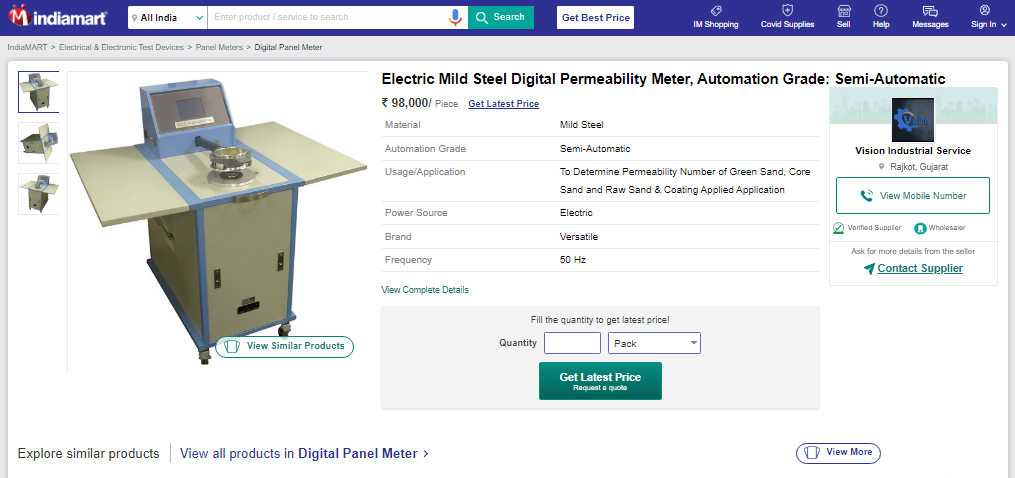 indiamart
All India
Enter product / service to search
Search
Get Best Price
IM Shopping
Covid Supplies
Sell
Help
Messages
Sign In
IndiaMART > Electrical & Electronic Test Devices > Panel Meters > Digital Panel Meter
Electric Mild Steel Digital Permeability Meter, Automation Grade: Semi-Automatic
₹ 98,000/ Piece Get Latest Price
Material Mild Steel
Automation Grade Semi-Automatic
Usage/Application To Determine Permeability Number of Green Sand, Core
Sand and Raw Sand & Coating Applied Application
Power Source Electric
Brand Versatile
Frequency 50 Hz
View Complete Details
View Similar Products
Fill the quantity to get latest price!
Quantity Pack
Get Latest Price
Request a quote
Vision Industrial Service
Rajkot, Gujarat
View Mobile Number
Verified Supplier Wholesaler
Ask for more details from the seller
Contact Supplier
Explore similar products View all products in Digital Panel Meter >
View More